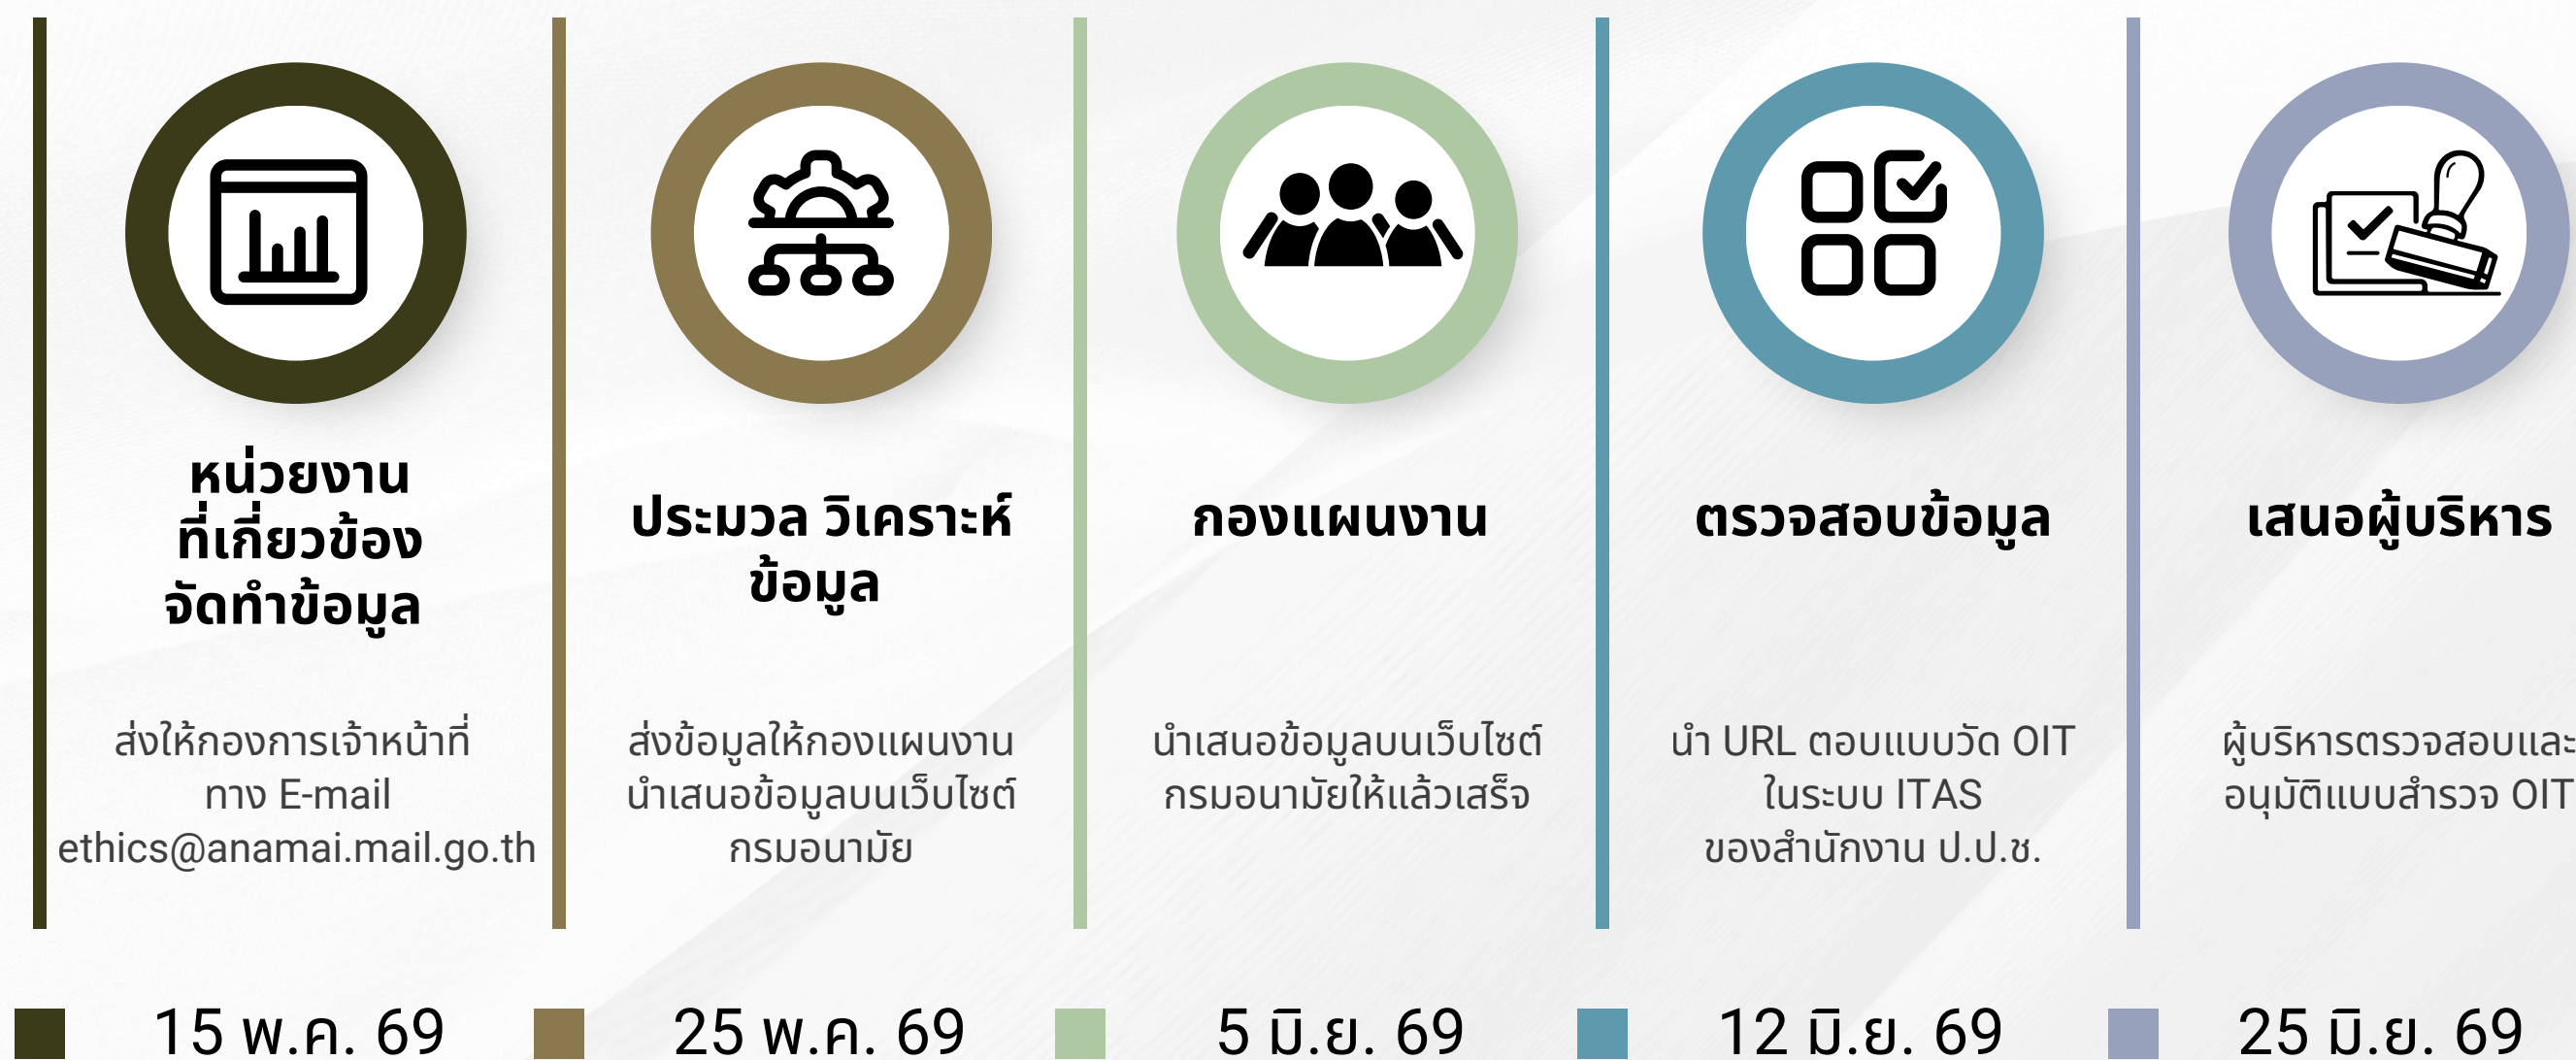 หน่วยงาน
ที่เกี่ยวข้อง
จัดทำข้อมูล
ส่งให้กองการเจ้าหน้าที่
ทาง E-mail
ethics@anamai.mail.go.th
15 พ.ค. 69
ประมวล วิเคราะห์
ข้อมูล
ส่งข้อมูลให้กองแผนงาน
นำเสนอข้อมูลบนเว็บไซต์
กรมอนามัย
25 พ.ค. 69
กองแผนงาน
นำเสนอข้อมูลบนเว็บไซต์
กรมอนามัยให้แล้วเสร็จ
5 มิ.ย. 69
ตรวจสอบข้อมูล
นำ URL ตอบแบบวัด OIT
ในระบบ ITAS
ของสำนักงาน ป.ป.ช.
12 มิ.ย. 69
เสนอผู้บริหาร
ผู้บริหารตรวจสอบและ
อนุมัติแบบสำรวจ OIT
25 มิ.ย. 69